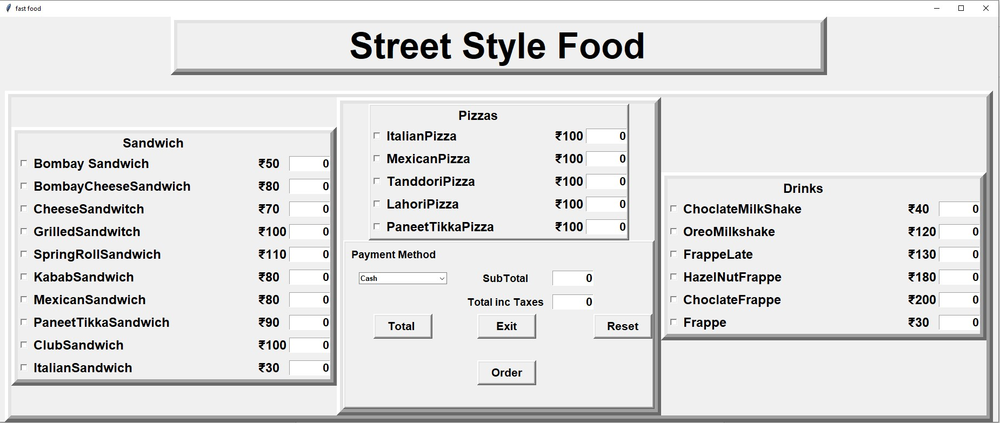 fast food
Street Style Food
Sandwich
Bombay Sandwich ₹50 0
BombayCheeseSandwich ₹80 0
CheeseSandwitch ₹70 0
GrilledSandwitch ₹100 0
SpringRollSandwich ₹110 0
KababSandwich ₹80 0
MexicanSandwich ₹80 0
PaneetTikkaSandwich ₹90 0
ClubSandwich ₹100 0
ItalianSandwich ₹30 0
Pizzas
ItalianPizza ₹100 0
MexicanPizza ₹100 0
TanddoriPizza ₹100 0
LahoriPizza ₹100 0
PaneetTikkaPizza ₹100 0
Payment Method
Cash SubTotal 0
Total inc Taxes 0
Total Exit Reset
Order
Drinks
ChoclateMilkShake ₹40 0
OreoMilkshake ₹120 0
FrappeLate ₹130 0
HazelNutFrappe ₹180 0
ChoclateFrappe ₹200 0
Frappe ₹30 0